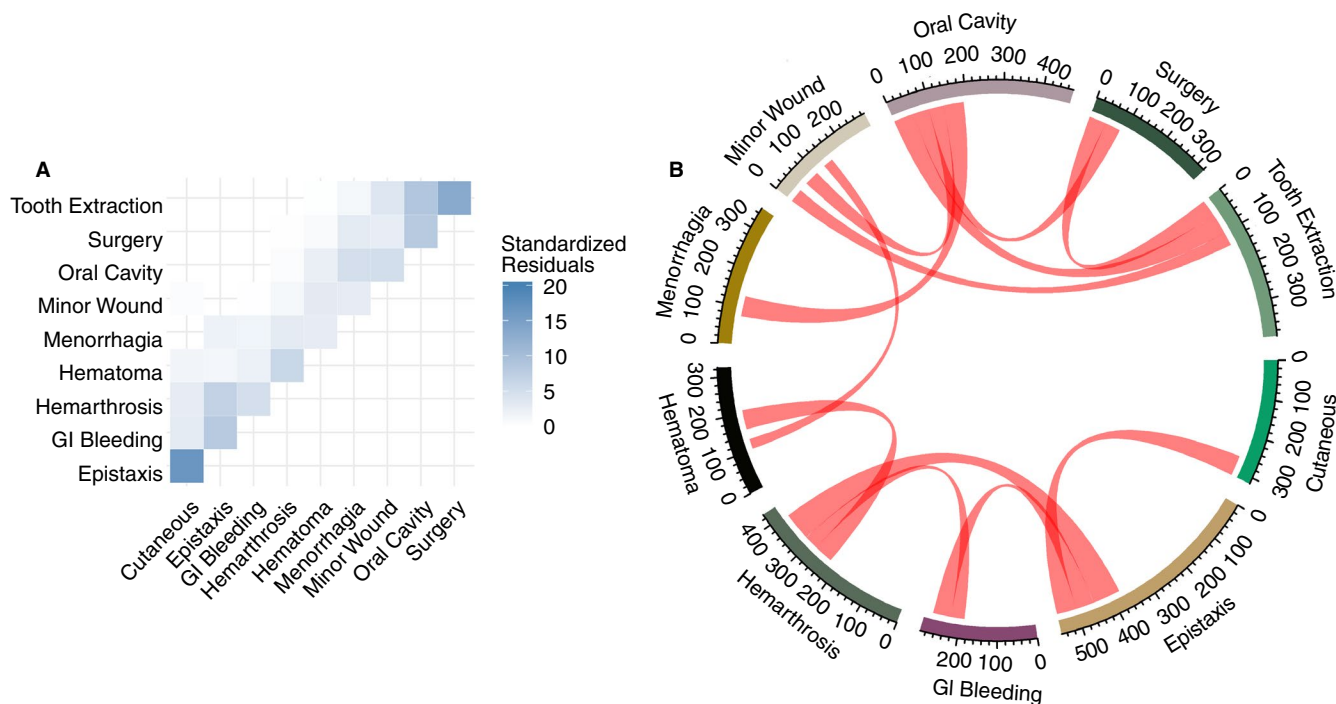 A
Tooth Extraction
Surgery
Oral Cavity
Minor Wound
Menorrhagia
Hematoma
Hemarthrosis
GI Bleeding
Epistaxis
Cutaneous
Epistaxis
GI Bleeding
Hemarthrosis
Hematoma
Menorrhagia
Minor Wound
Oral Cavity
Surgery
Standardized
Residuals
20
15
10
5
0
B
Oral Cavity
0 100 200 300 400
Surgery
0 100 200 300
Tooth Extraction
0 100 200 300
Cutaneous
0 100 200 300
Epistaxis
0 100 200 300 400 500
GI Bleeding
0 100 200
Hemarthrosis
0 100 200 300 400
Hematoma
0 100 200 300
Menorrhagia
0 100 200 300
Minor Wound
0 100 200